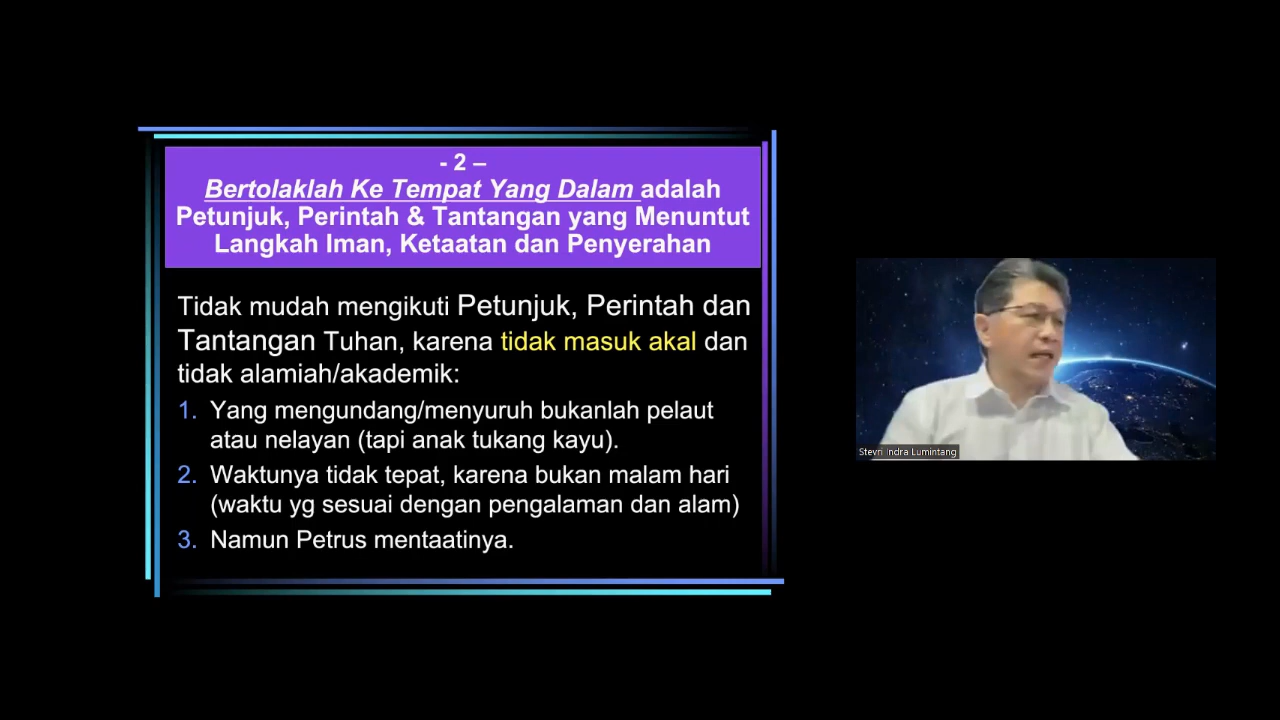 - 2 –
Bertolaklah Ke Tempat Yang Dalam adalah
Petunjuk, Perintah & Tantangan yang Menuntut
Langkah Iman, Ketaatan dan Penyerahan
Tidak mudah mengikuti Petunjuk, Perintah dan
Tantangan Tuhan, karena tidak masuk akal dan
tidak alamiah/akademik:
1. Yang mengundang/menyuruh bukanlah pelaut
atau nelayan (tapi anak tukang kayu).
2. Waktunya tidak tepat, karena bukan malam hari
(waktu yg sesuai dengan pengalaman dan alam)
3. Namun Petrus mentaatinya.
Stevri Indra Lumintang